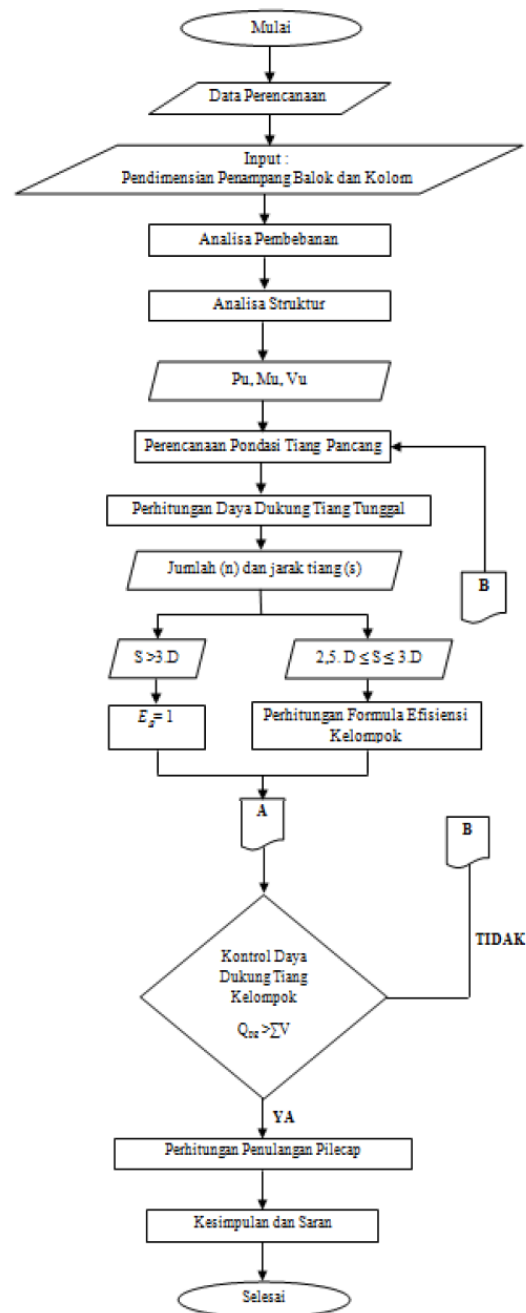 Mulai
Data Perencanaan
Input :
Pendimensian Penampang Balok dan Kolom
Analisa Pembebanan
Analisa Struktur
Pu, Mu, Vu
Perencanaan Pondasi Tiang Pancang
Perhitungan Daya Dukung Tiang Tunggal
Jumlah (n) dan jarak tiang (s)
B
S >3.D
2,5. D ≤ S ≤ 3.D
Eg= 1
Perhitungan Formula Efisiensi
Kelompok
A
B
TIDAK
Kontrol Daya
Dukung Tiang
Kelompok
>∑V
YA
Perhitungan Penulangan Pilecap
Kesimpulan dan Saran
Selesai